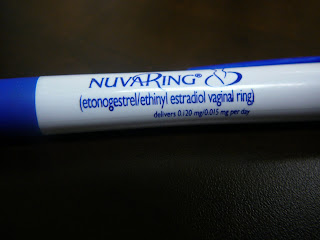 NUVARING®
(etonogestrel/ethinyl estradiol vaginal ring)
delivers 0.120 mg/0.015 mg per day